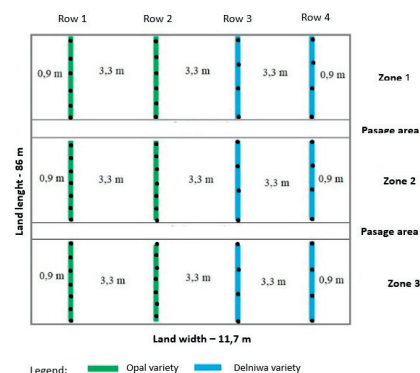 Row 1 Row 2 Row 3 Row 4
0,9 m 3,3 m 3,3 m 3,3 m 0,9 m Zone 1
Pasage area
0,9 m 3,3 m 3,3 m 3,3 m 0,9 m Zone 2
Pasage area
0,9 m 3,3 m 3,3 m 3,3 m 0,9 m Zone 3
Land lenght - 86 m
Land width – 11,7 m
Legend: Opal variety Delniwa variety